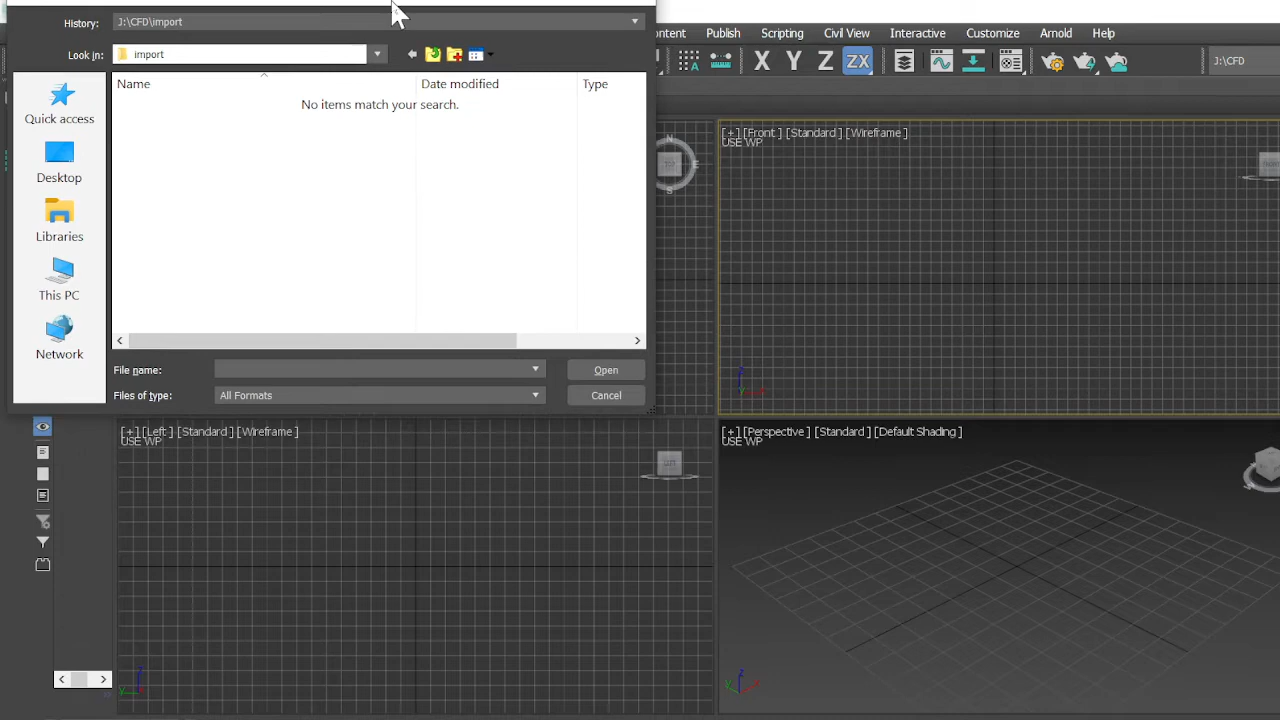 History: J:\CFD\import
Look in: import
Name Date modified Type
No items match your search.
Quick access
Desktop
Libraries
This PC
Network
File name: Open
Files of type: All Formats Cancel
Publish Scripting Civil View Interactive Customize Arnold Help
X Y Z ZX J:\CFD
N
E
S
TOP
[+] [Front ] [Standard ] [Wireframe ]
USE WP
z
[+] [Left ] [Standard ] [Wireframe ]
USE WP
LEFT
z
y
[+] [Perspective ] [Standard ] [Default Shading ]
USE WP
z
y x